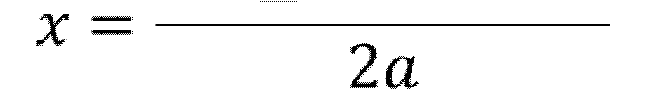 x = ⁄ 2a